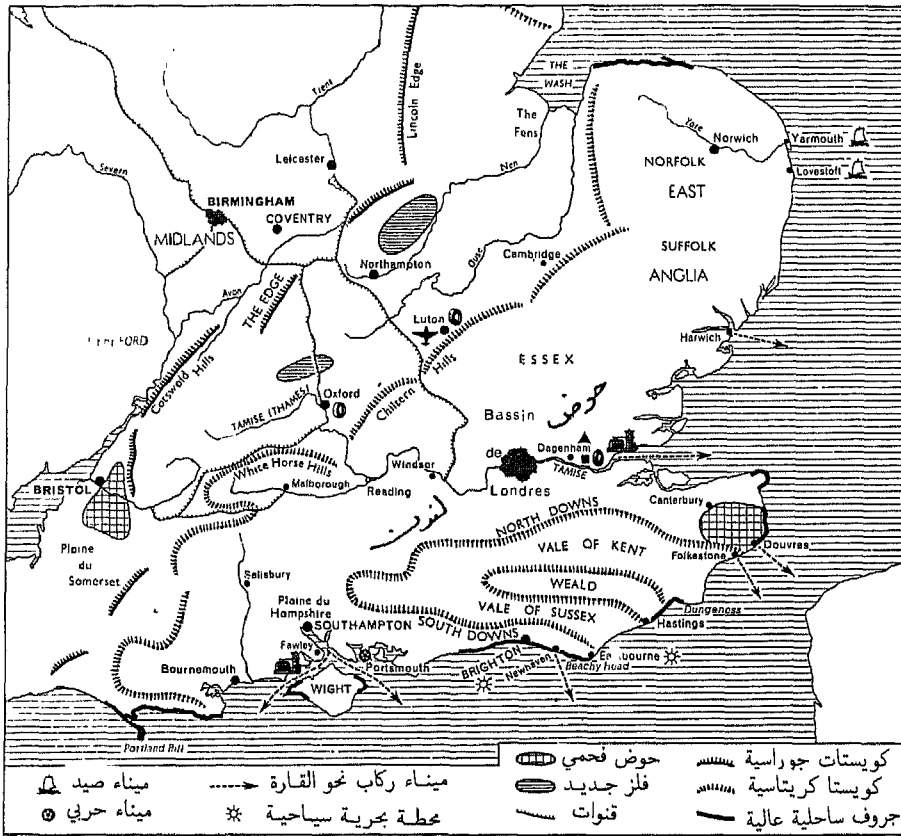 THE
WASH
Trent
Lincoln Edge
The
Fens
Yare
Norwich
Yarmouth
Lovestoft
Leicester
Nen
NORFOLK
EAST
Severn
BIRMINGHAM
COVENTRY
MIDLANDS
SUFFOLK
ANGLIA
Northampton
Ouse
Cambridge
Avon
THE EDGE
Luton
Harwich
Cotswold Hills
ESSEX
Chiltern Hills
Oxford
حوض
TAMISE (THAMES)
Bassin
de
Londres
Dagenham
TAMISE
White Horse Hills
Windsor
BRISTOL
Malborough
Reading
لندن
Canterbury
NORTH DOWNS
Plaine
du
Somerset
VALE OF KENT
Douvres
Folkestone
Salisbury
WEALD
Dungeness
Plaine du
Hampshire
VALE OF SUSSEX
Hastings
SOUTHAMPTON
SOUTH DOWNS
Fawley
Portsmouth
BRIGHTON
Newhaven
Beachy Head
Bournemouth
WIGHT
Portland Bill
كويستات جوراسية
حوض فحمي
ميناء ركاب نحو القارة
ميناء صيد
كويستا كريتاسية
فلز حديد
محطة بحرية سياحية
ميناء حربي
جروف ساحلية عالية
قنوات